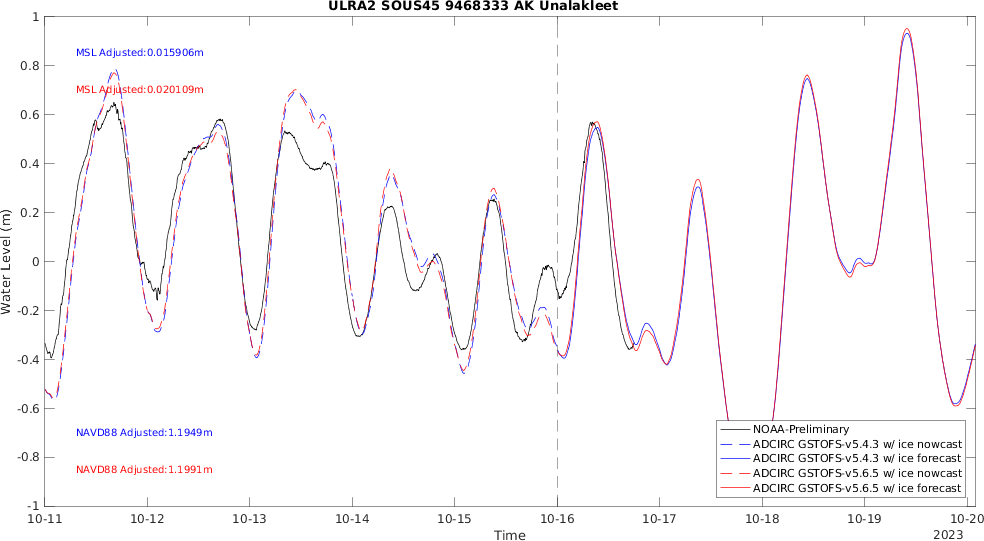 ULRA2 SOUS45 9468333 AK Unalakleet
1
0.8
0.6
0.4
0.2
0
-0.2
-0.4
-0.6
-0.8
-1
Water Level (m)
MSL Adjusted:0.015906m
MSL Adjusted:0.020109m
NAVD88 Adjusted:1.1949m
NAVD88 Adjusted:1.1991m
NOAA-Preliminary
ADCIRC GSTOFS-v5.4.3 w/ ice nowcast
ADCIRC GSTOFS-v5.4.3 w/ ice forecast
ADCIRC GSTOFS-v5.6.5 w/ ice nowcast
ADCIRC GSTOFS-v5.6.5 w/ ice forecast
10-11 10-12 10-13 10-14 10-15 10-16 10-17 10-18 10-19 10-20
Time
2023